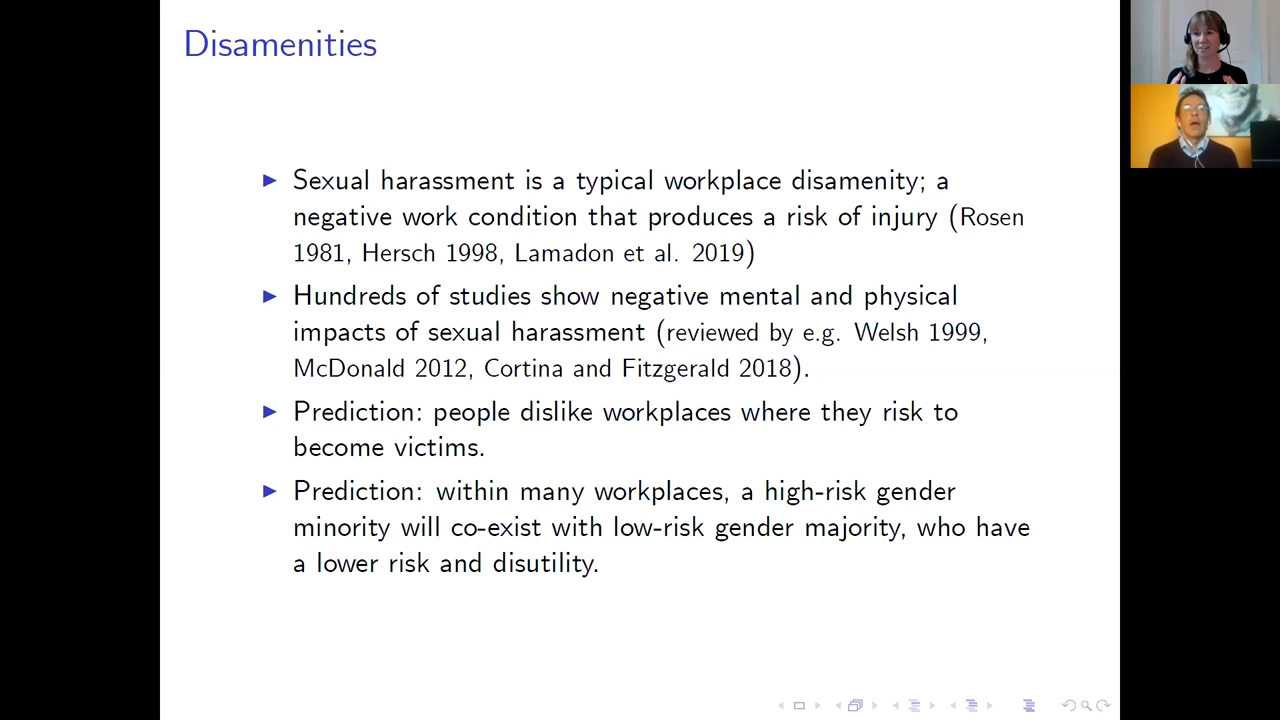 Disamenities
Sexual harassment is a typical workplace disamenity; a
negative work condition that produces a risk of injury (Rosen
1981, Hersch 1998, Lamadon et al. 2019)
Hundreds of studies show negative mental and physical
impacts of sexual harassment (reviewed by e.g. Welsh 1999,
McDonald 2012, Cortina and Fitzgerald 2018).
Prediction: people dislike workplaces where they risk to
become victims.
Prediction: within many workplaces, a high-risk gender
minority will co-exist with low-risk gender majority, who have
a lower risk and disutility.